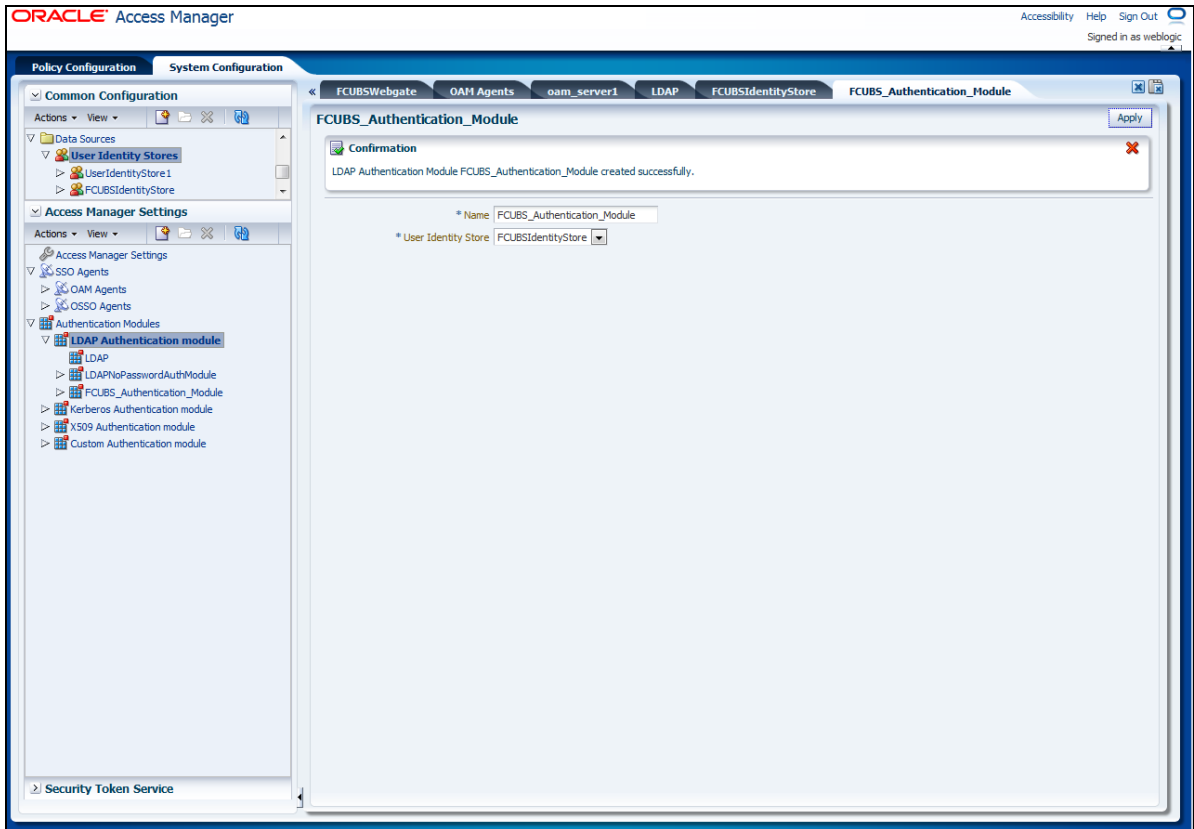 ORACLE Access Manager
Accessibility Help Sign Out
Signed in as weblogic
Policy Configuration System Configuration
Common Configuration
Actions View
Data Sources
User Identity Stores
UserIdentityStore1
FCUBSIdentityStore
Access Manager Settings
Actions View
Access Manager Settings
SSO Agents
OAM Agents
OSSO Agents
Authentication Modules
LDAP Authentication module
LDAP
LDAPNoPasswordAuthModule
FCUBS_Authentication_Module
Kerberos Authentication module
X509 Authentication module
Custom Authentication module
Security Token Service
« FCUBSWebgate OAM Agents oam_server1 LDAP FCUBSIdentityStore FCUBS_Authentication_Module
FCUBS_Authentication_Module Apply
Confirmation
LDAP Authentication Module FCUBS_Authentication_Module created successfully.
* Name FCUBS_Authentication_Module
* User Identity Store FCUBSIdentityStore